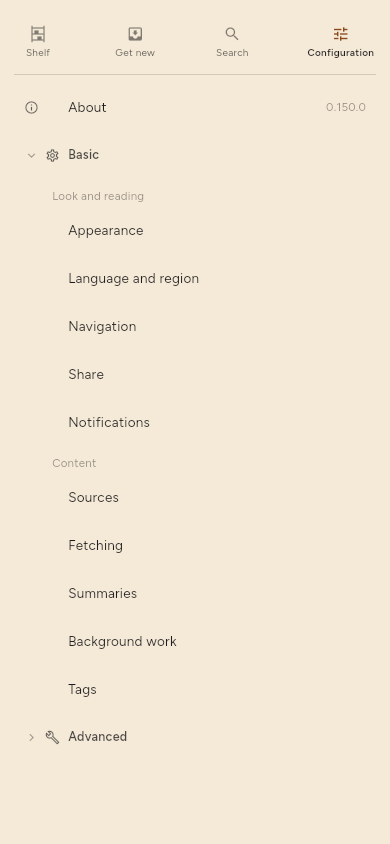 Shelf
Get new
Search
Configuration
About
0.150.0
Basic
Look and reading
Appearance
Language and region
Navigation
Share
Notifications
Content
Sources
Fetching
Summaries
Background work
Tags
Advanced